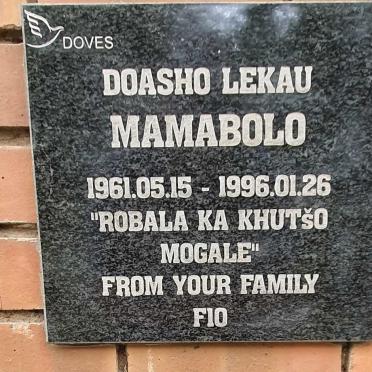 DOVES
DOASHO LEKAU
MAMABOLO
1961.05.15 - 1996.01.26
"ROBALA KA KHUTŠO
MOGALE"
FROM YOUR FAMILY
F10